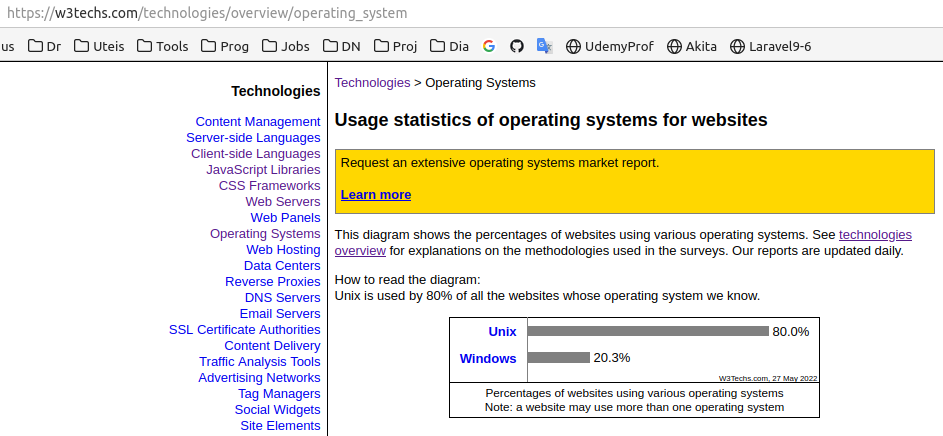 https://w3techs.com/technologies/overview/operating_system
us Dr Uteis Tools Prog Jobs DN Proj Dia UdemyProf Akita Laravel9-6
Technologies
Content Management
Server-side Languages
Client-side Languages
JavaScript Libraries
CSS Frameworks
Web Servers
Web Panels
Operating Systems
Web Hosting
Data Centers
Reverse Proxies
DNS Servers
Email Servers
SSL Certificate Authorities
Content Delivery
Traffic Analysis Tools
Advertising Networks
Tag Managers
Social Widgets
Site Elements
Technologies > Operating Systems
Usage statistics of operating systems for websites
Request an extensive operating systems market report.
Learn more
This diagram shows the percentages of websites using various operating systems. See technologies
overview for explanations on the methodologies used in the surveys. Our reports are updated daily.
How to read the diagram:
Unix is used by 80% of all the websites whose operating system we know.
Unix 80.0%
Windows 20.3%
W3Techs.com, 27 May 2022
Percentages of websites using various operating systems
Note: a website may use more than one operating system